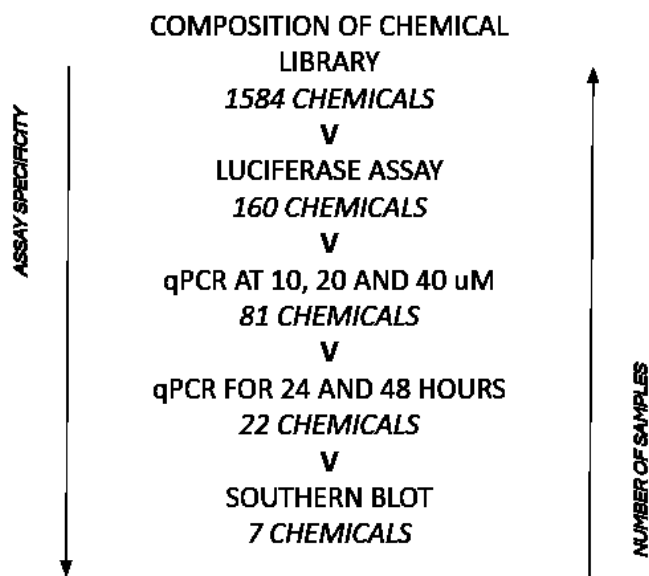 COMPOSITION OF CHEMICAL
LIBRARY
1584 CHEMICALS
V
LUCIFERASE ASSAY
160 CHEMICALS
V
qPCR AT 10, 20 AND 40 uM
81 CHEMICALS
V
qPCR FOR 24 AND 48 HOURS
22 CHEMICALS
V
SOUTHERN BLOT
7 CHEMICALS
ASSAY SPECIFICITY
NUMBER OF SAMPLES